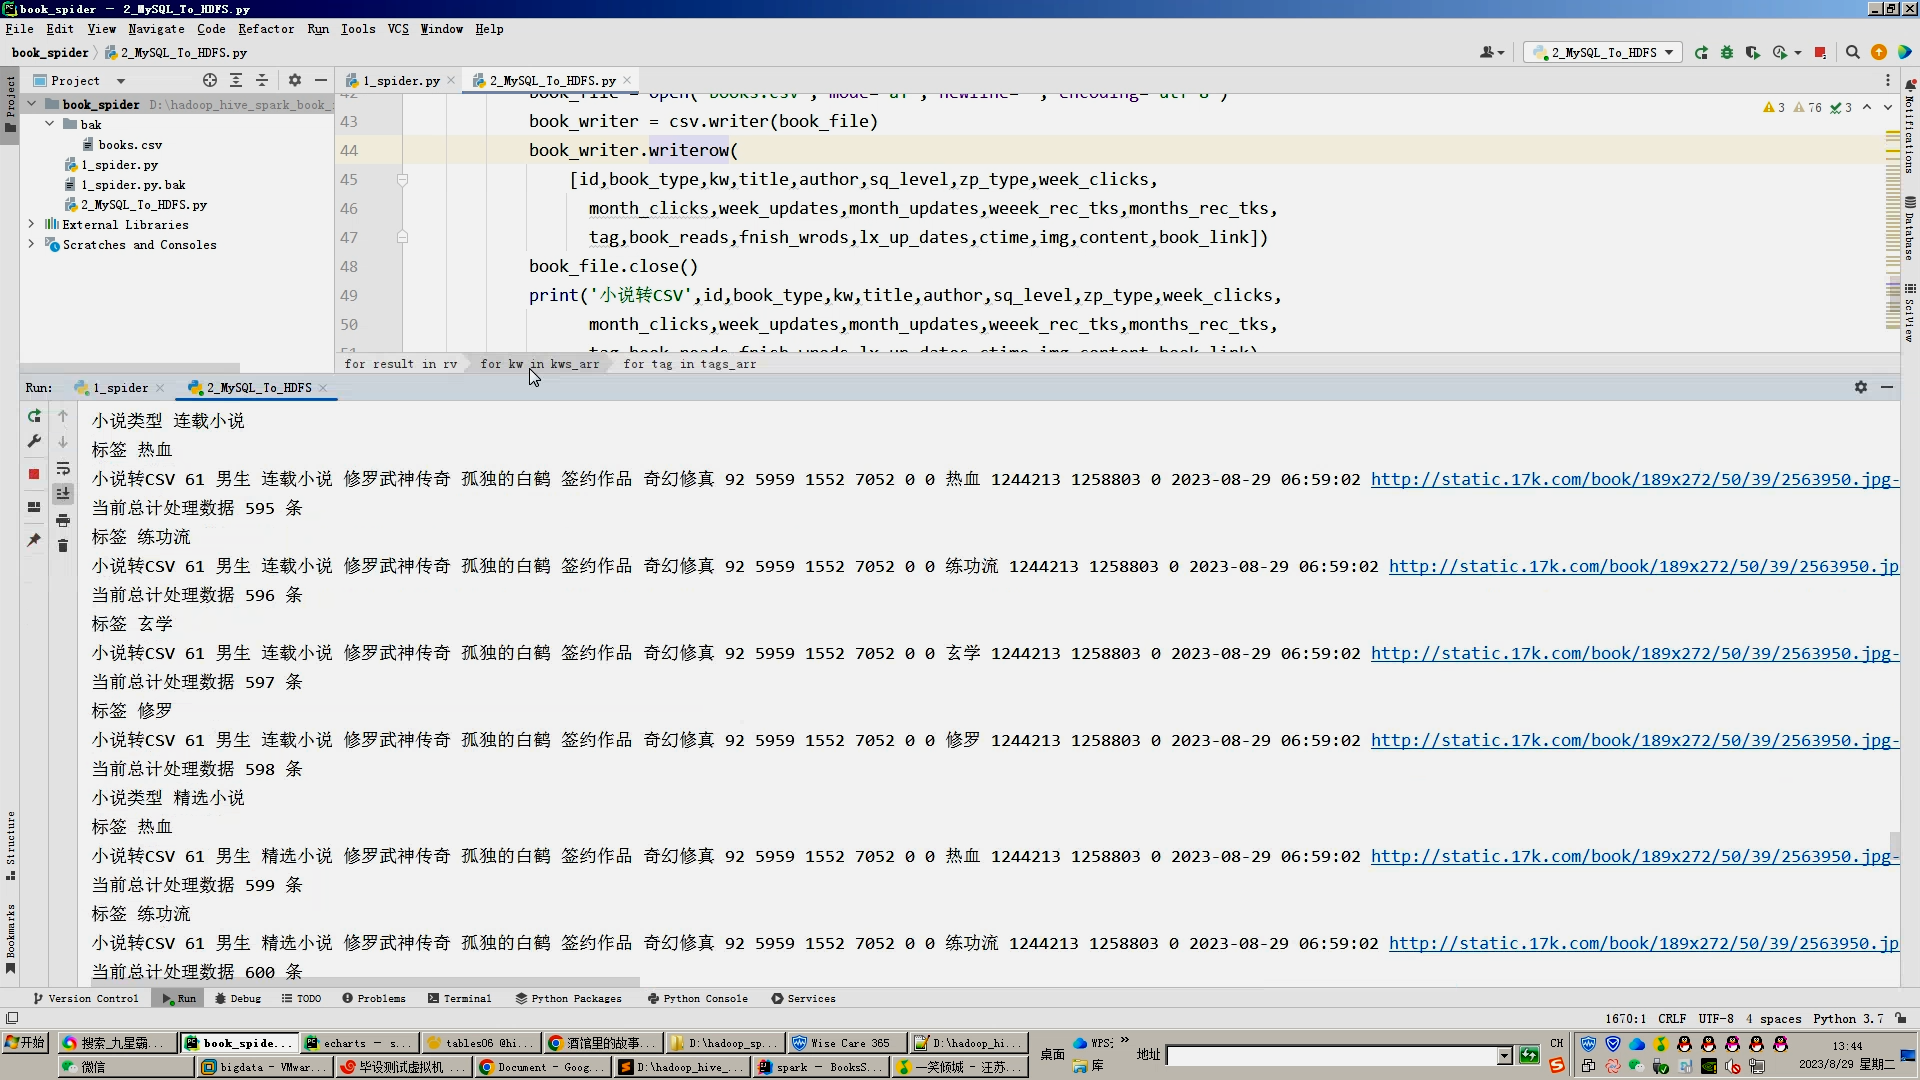 book_spider – 2_MySQL_To_HDFS.py
File Edit View Navigate Code Refactor Run Tools VCS Window Help
book_spider 2_MySQL_To_HDFS.py
2_MySQL_To_HDFS
Project
1_spider.py
2_MySQL_To_HDFS.py
book_spider D:\hadoop_hive_spark_book_
bak
books.csv
1_spider.py
1_spider.py.bak
2_MySQL_To_HDFS.py
External Libraries
Scratches and Consoles
3 76 3
43 book_writer = csv.writer(book_file)
44 book_writer.writerow(
45 [id,book_type,kw,title,author,sq_level,zp_type,week_clicks,
46 month_clicks,week_updates,month_updates,weeek_rec_tks,months_rec_tks,
47 tag,book_reads,fnish_wrods,lx_up_dates,ctime,img,content,book_link])
48 book_file.close()
49 print('小说转CSV',id,book_type,kw,title,author,sq_level,zp_type,week_clicks,
50 month_clicks,week_updates,month_updates,weeek_rec_tks,months_rec_tks,
for result in rv for kw in kws_arr for tag in tags_arr
Run: 1_spider 2_MySQL_To_HDFS
小说类型 连载小说
标签 热血
小说转CSV 61 男生 连载小说 修罗武神传奇 孤独的白鹤 签约作品 奇幻修真 92 5959 1552 7052 0 0 热血 1244213 1258803 0 2023-08-29 06:59:02 http://static.17k.com/book/189x272/50/39/2563950.jpg-
当前总计处理数据 595 条
标签 练功流
小说转CSV 61 男生 连载小说 修罗武神传奇 孤独的白鹤 签约作品 奇幻修真 92 5959 1552 7052 0 0 练功流 1244213 1258803 0 2023-08-29 06:59:02 http://static.17k.com/book/189x272/50/39/2563950.jp
当前总计处理数据 596 条
标签 玄学
小说转CSV 61 男生 连载小说 修罗武神传奇 孤独的白鹤 签约作品 奇幻修真 92 5959 1552 7052 0 0 玄学 1244213 1258803 0 2023-08-29 06:59:02 http://static.17k.com/book/189x272/50/39/2563950.jpg-
当前总计处理数据 597 条
标签 修罗
小说转CSV 61 男生 连载小说 修罗武神传奇 孤独的白鹤 签约作品 奇幻修真 92 5959 1552 7052 0 0 修罗 1244213 1258803 0 2023-08-29 06:59:02 http://static.17k.com/book/189x272/50/39/2563950.jpg-
当前总计处理数据 598 条
小说类型 精选小说
标签 热血
小说转CSV 61 男生 精选小说 修罗武神传奇 孤独的白鹤 签约作品 奇幻修真 92 5959 1552 7052 0 0 热血 1244213 1258803 0 2023-08-29 06:59:02 http://static.17k.com/book/189x272/50/39/2563950.jpg-
当前总计处理数据 599 条
标签 练功流
小说转CSV 61 男生 精选小说 修罗武神传奇 孤独的白鹤 签约作品 奇幻修真 92 5959 1552 7052 0 0 练功流 1244213 1258803 0 2023-08-29 06:59:02 http://static.17k.com/book/189x272/50/39/2563950.jp
当前总计处理数据 600 条
Project
Structure
Bookmarks
Notifications
Database
SciView
Version Control Run Debug TODO Problems Terminal Python Packages Python Console Services
1670:1 CRLF UTF-8 4 spaces Python 3.7
开始 搜索_九星霸... book_spide... echarts – s... tables06 @hi... 酒馆里的故事... D:\hadoop_sp... Wise Care 365 D:\hadoop_hi...
微信 bigdata - VMwar... 毕设测试虚拟机 ... Document - Goog... D:\hadoop_hive_... spark – BooksS... 一笑倾城 - 汪苏...
桌面 WPS 库 地址 CH
13:44
2023/8/29 星期二